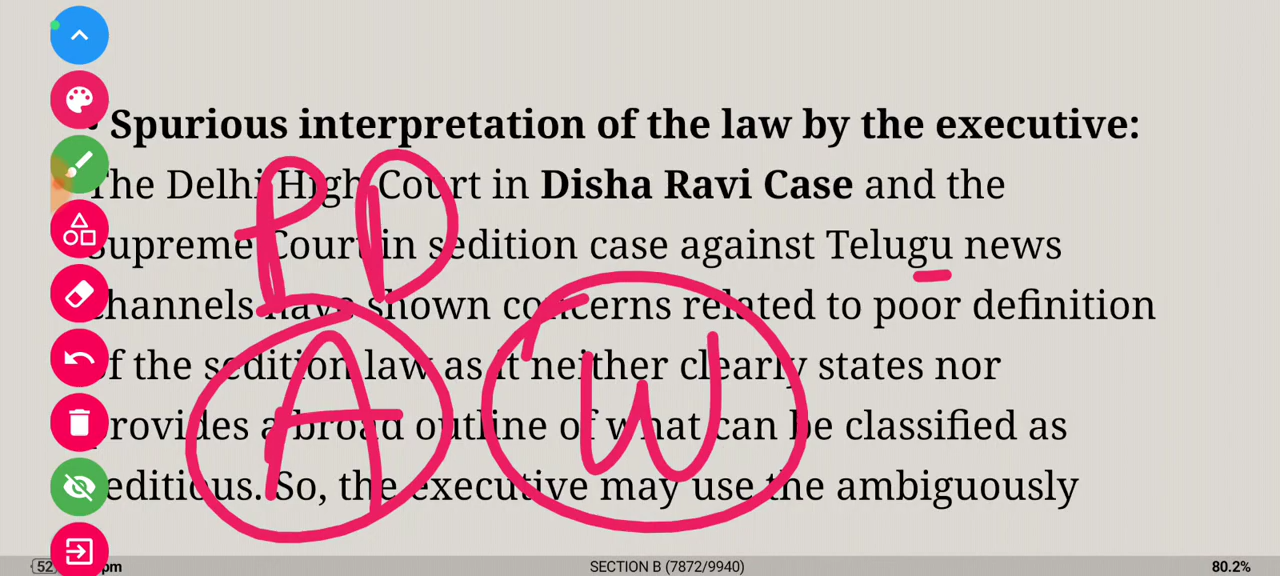 • Spurious interpretation of the law by the executive:
The Delhi High Court in Disha Ravi Case and the
Supreme Court in sedition case against Telugu news
channels have shown concerns related to poor definition
of the sedition law as it neither clearly states nor
provides a broad outline of what can be classified as
seditious. So, the executive may use the ambiguously
PD
A W
52 pm SECTION B (7872/9940) 80.2%